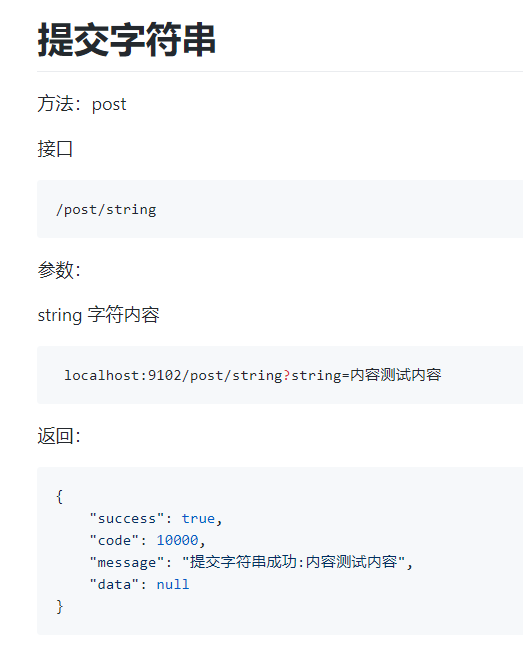 提交字符串
方法：post
接口
/post/string
参数：
string 字符内容
localhost:9102/post/string?string=内容测试内容
返回：
{
    "success": true,
    "code": 10000,
    "message": "提交字符串成功:内容测试内容",
    "data": null
}